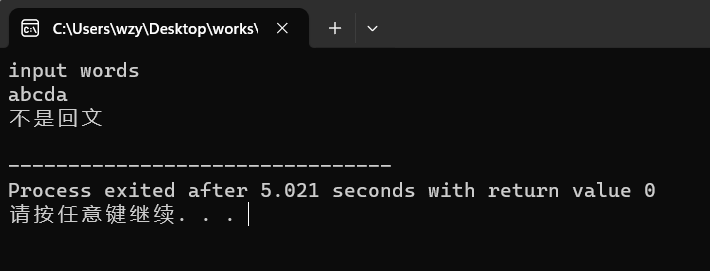 C:\Users\wzy\Desktop\works\
input words
abcda
不是回文
--------------------------------
Process exited after 5.021 seconds with return value 0
请按任意键继续. . .